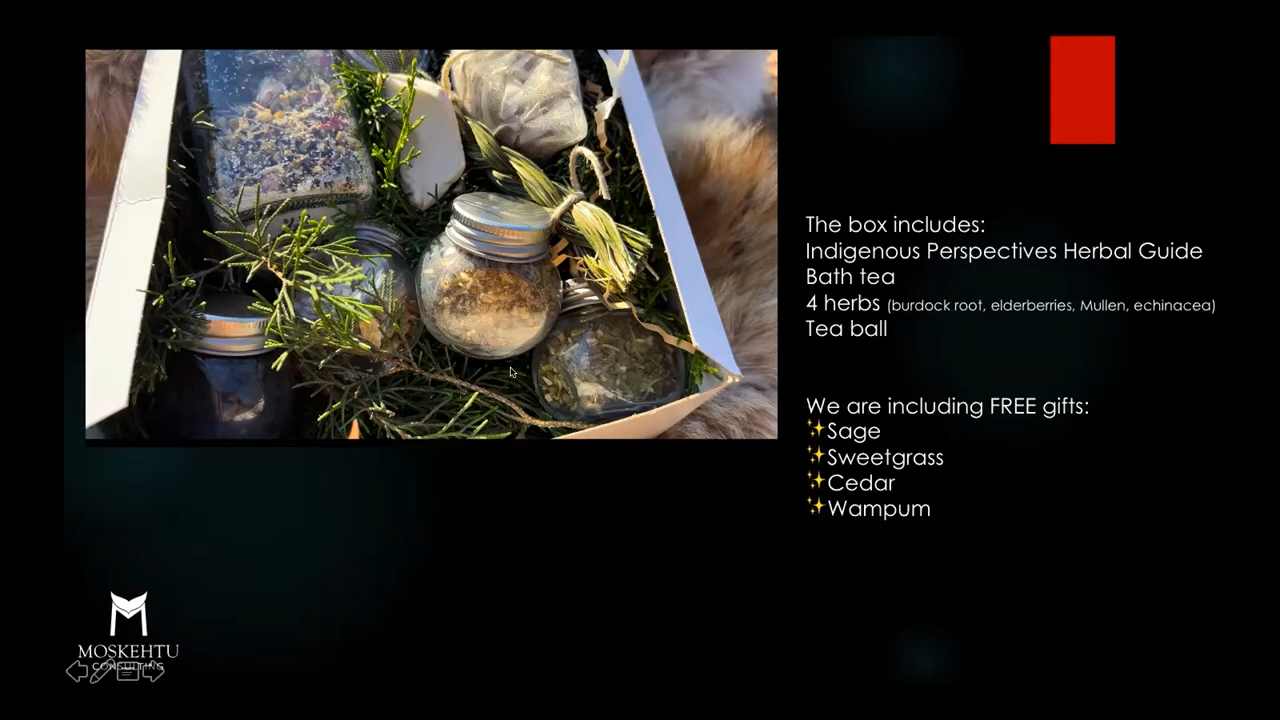 The box includes:
Indigenous Perspectives Herbal Guide
Bath tea
4 herbs (burdock root, elderberries, Mullen, echinacea)
Tea ball
We are including FREE gifts:
✨Sage
✨Sweetgrass
✨Cedar
✨Wampum
MOSKEHTU
CONSULTING